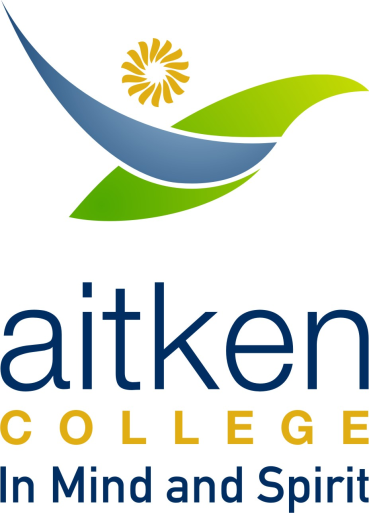 aitken
COLLEGE
In Mind and Spirit